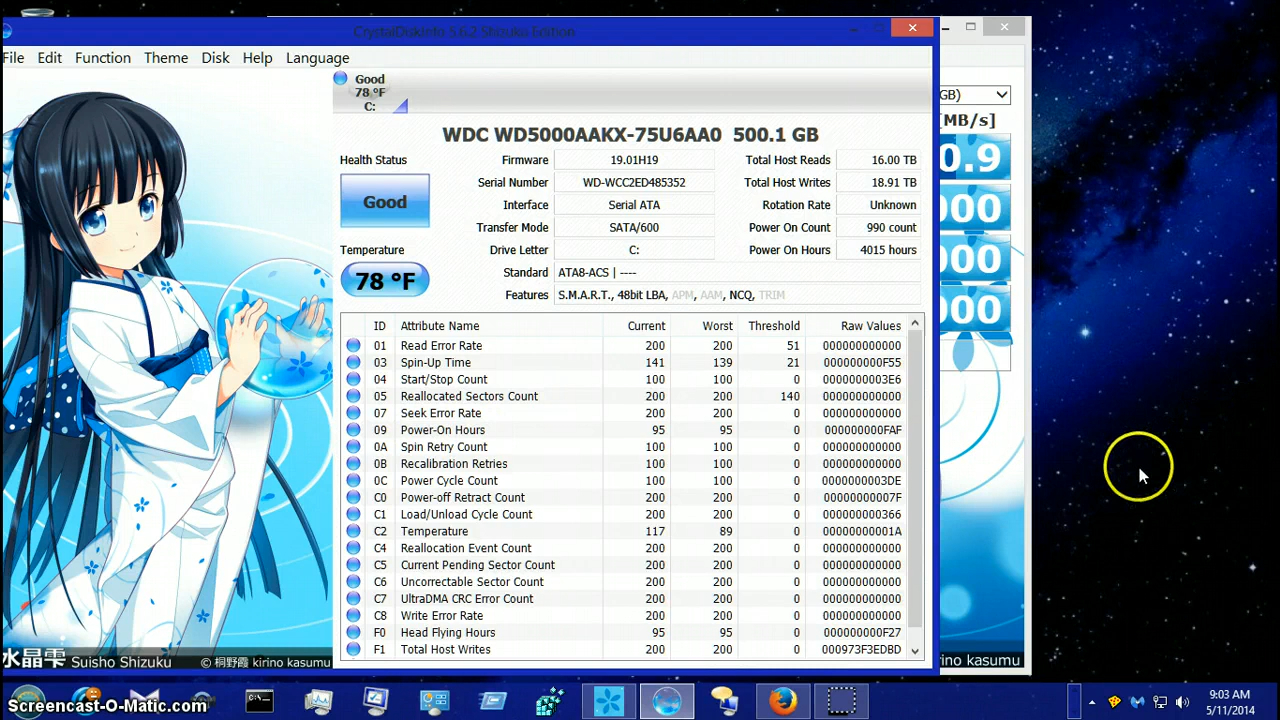 CrystalDiskInfo 5.6.2 Shizuku Edition
File Edit Function Theme Disk Help Language
Good
78 °F
C:
GB)
[MB/s]
0.9
000
000
000
WDC WD5000AAKX-75U6AA0 500.1 GB
Health Status
Good
Temperature
78 °F
Firmware 19.01H19 Total Host Reads 16.00 TB
Serial Number WD-WCC2ED485352 Total Host Writes 18.91 TB
Interface Serial ATA Rotation Rate Unknown
Transfer Mode SATA/600 Power On Count 990 count
Drive Letter C: Power On Hours 4015 hours
Standard ATA8-ACS | ----
Features S.M.A.R.T., 48bit LBA, APM, AAM, NCQ, TRIM
ID Attribute Name Current Worst Threshold Raw Values
01 Read Error Rate 200 200 51 000000000000
03 Spin-Up Time 141 139 21 000000000F55
04 Start/Stop Count 100 100 0 0000000003E6
05 Reallocated Sectors Count 200 200 140 000000000000
07 Seek Error Rate 200 200 0 000000000000
09 Power-On Hours 95 95 0 000000000FAF
0A Spin Retry Count 100 100 0 000000000000
0B Recalibration Retries 100 100 0 000000000000
0C Power Cycle Count 100 100 0 0000000003DE
C0 Power-off Retract Count 200 200 0 00000000007F
C1 Load/Unload Cycle Count 200 200 0 000000000366
C2 Temperature 117 89 0 00000000001A
C4 Reallocation Event Count 200 200 0 000000000000
C5 Current Pending Sector Count 200 200 0 000000000000
C6 Uncorrectable Sector Count 200 200 0 000000000000
C7 UltraDMA CRC Error Count 200 200 0 000000000000
C8 Write Error Rate 200 200 0 000000000000
F0 Head Flying Hours 95 95 0 000000000F27
F1 Total Host Writes 200 200 0 000973F3EDBD
水晶雫 Suisho Shizuku © 桐野霞 kirino kasumu
irino kasumu
C:\
Screencast-O-Matic.com
9:03 AM
5/11/2014